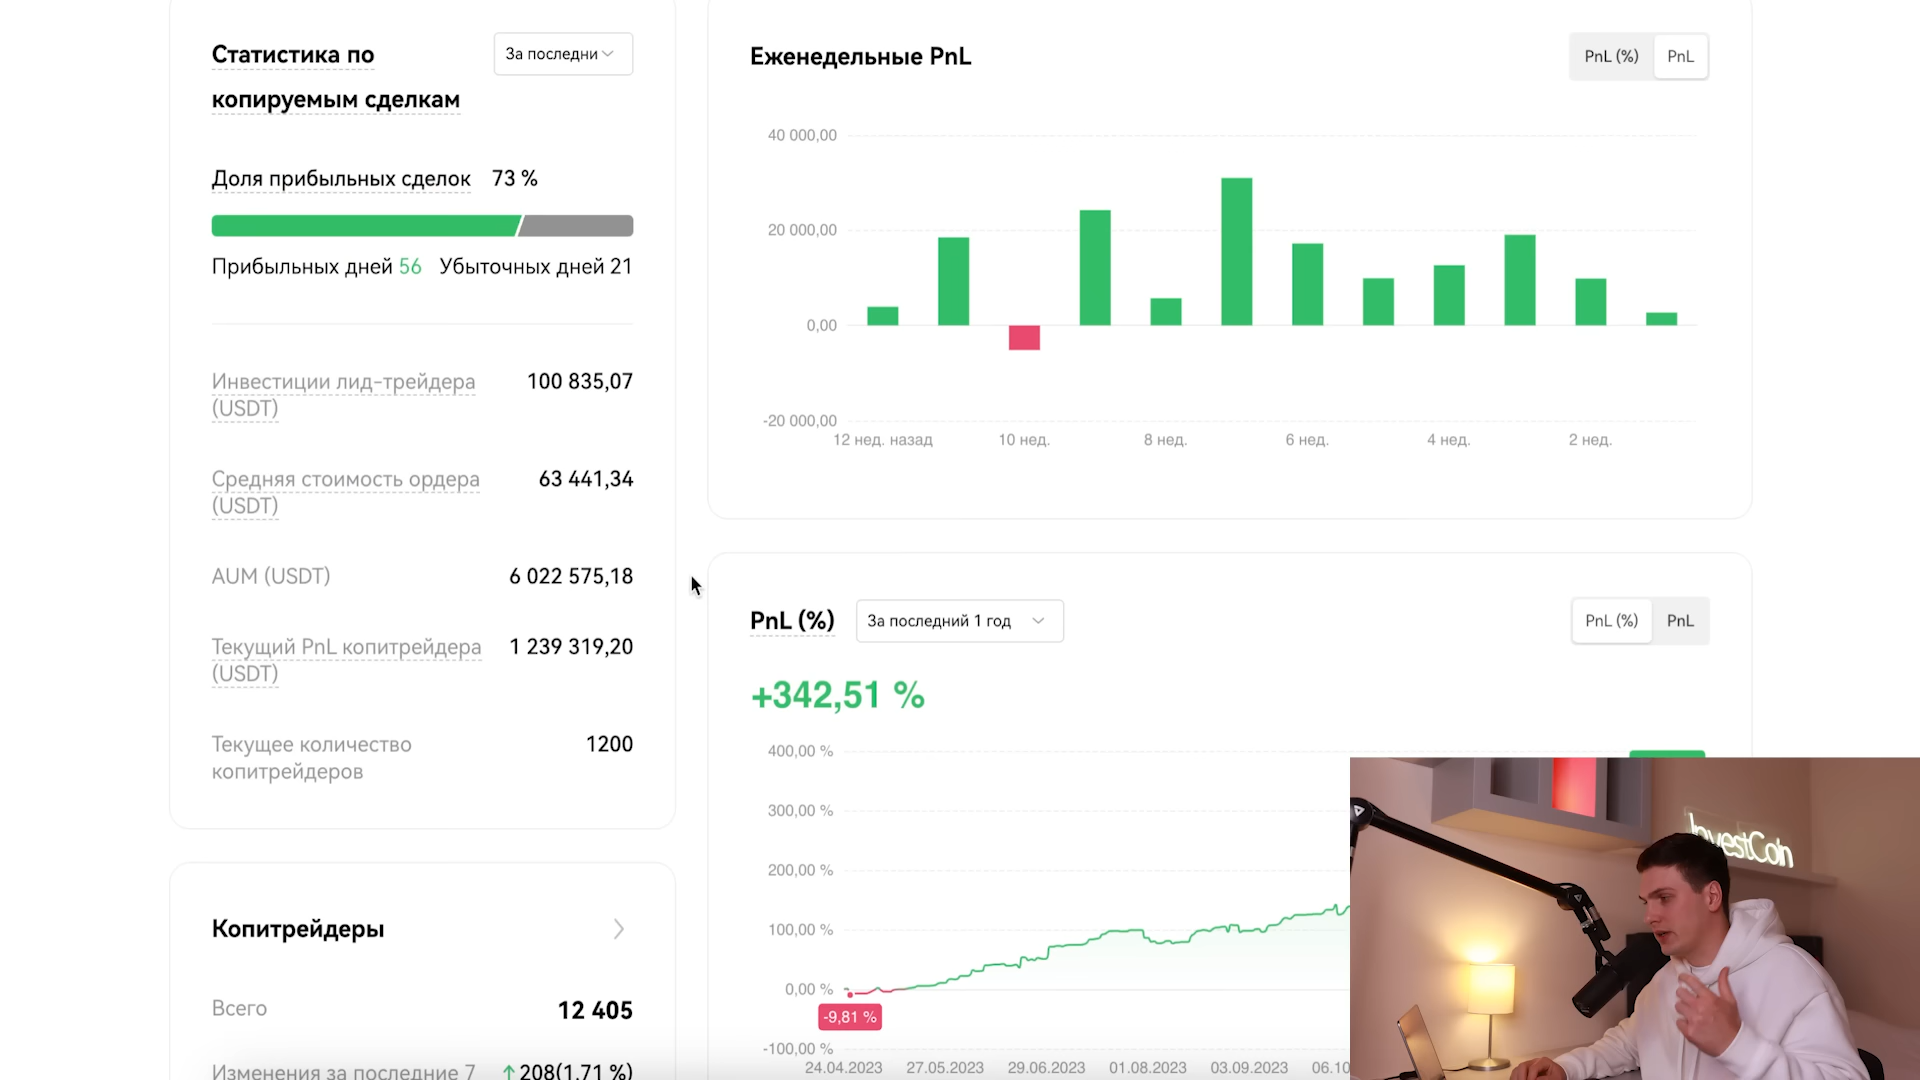 Статистика по
копируемым сделкам
За последни
Доля прибыльных сделок 73 %
Прибыльных дней 56 Убыточных дней 21
Инвестиции лид-трейдера
(USDT)
100 835,07
Средняя стоимость ордера
(USDT)
63 441,34
AUM (USDT) 6 022 575,18
Текущий PnL копитрейдера
(USDT)
1 239 319,20
Текущее количество
копитрейдеров
1200
Копитрейдеры
Всего 12 405
Изменения за последние 7 208(1,71 %)
Еженедельные PnL
PnL (%) PnL
40 000,00
20 000,00
0,00
-20 000,00
12 нед. назад 10 нед. 8 нед. 6 нед. 4 нед. 2 нед.
PnL (%) За последний 1 год
PnL (%) PnL
+342,51 %
400,00 %
300,00 %
200,00 %
100,00 %
0,00 %
-9,81 %
-100,00 %
24.04.2023 27.05.2023 29.06.2023 01.08.2023 03.09.2023 06.10
InvestCoin